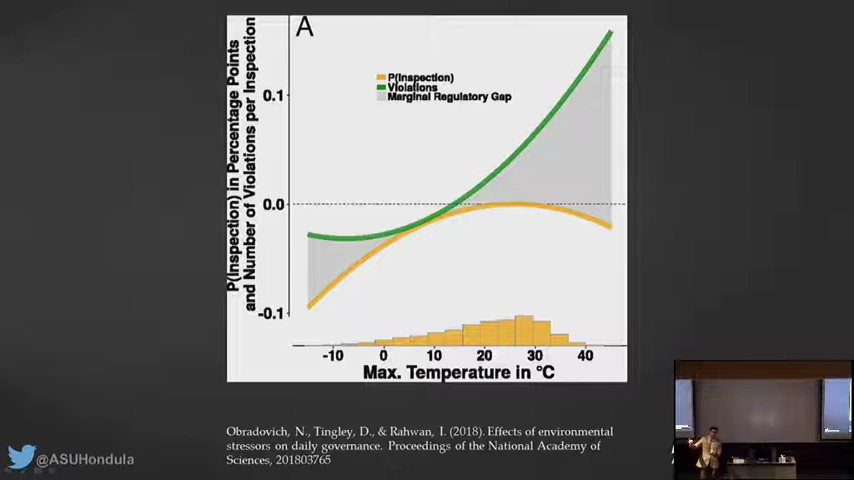 A
P(Inspection) in Percentage Points
and Number of Violations per Inspection
P(Inspection)
Violations
Marginal Regulatory Gap
0.1
0.0
-0.1
-10 0 10 20 30 40
Max. Temperature in °C
Obradovich, N., Tingley, D., & Rahwan, I. (2018). Effects of environmental
stressors on daily governance. Proceedings of the National Academy of
Sciences, 201803765
@ASUHondula